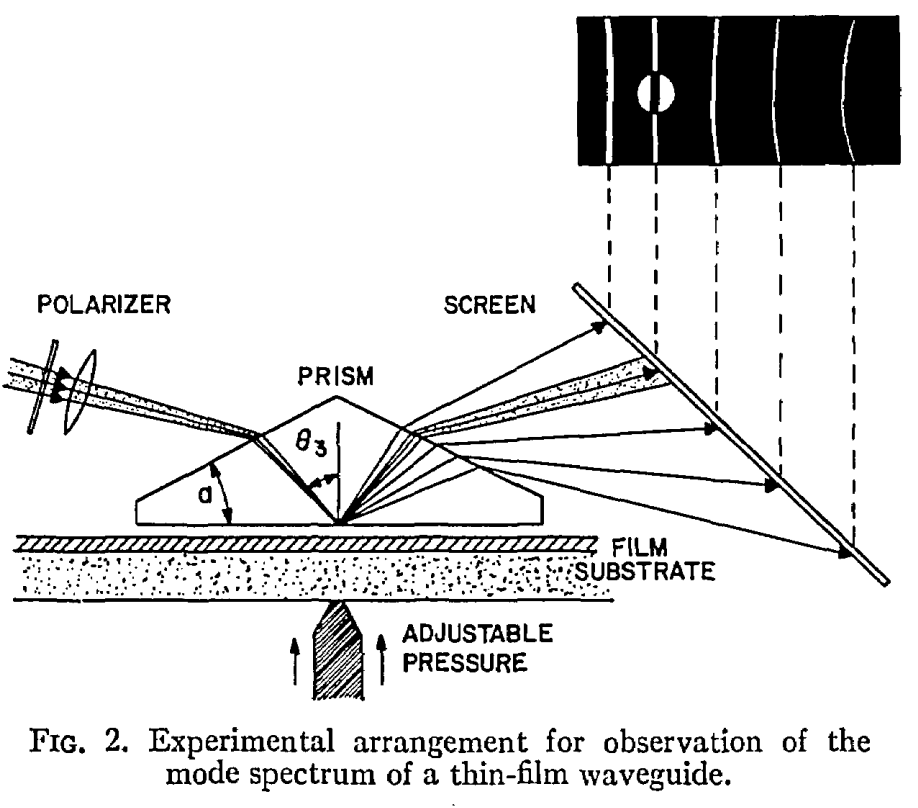 POLARIZER
SCREEN
PRISM
θ3
α
FILM
SUBSTRATE
ADJUSTABLE
PRESSURE
FIG. 2. Experimental arrangement for observation of the
mode spectrum of a thin-film waveguide.